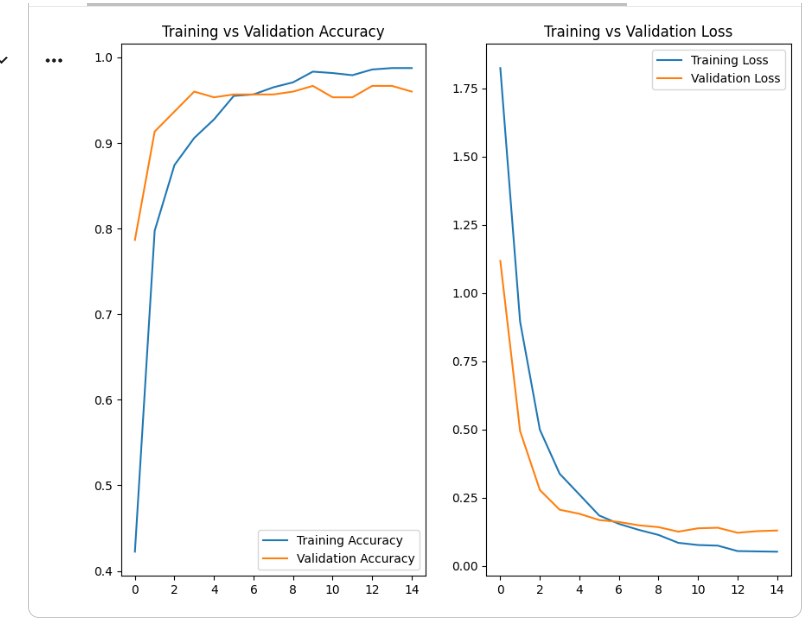 Training vs Validation Accuracy
1.0
0.9
0.8
0.7
0.6
0.5
0.4
0 2 4 6 8 10 12 14
Training Accuracy
Validation Accuracy
Training vs Validation Loss
1.75
1.50
1.25
1.00
0.75
0.50
0.25
0.00
0 2 4 6 8 10 12 14
Training Loss
Validation Loss